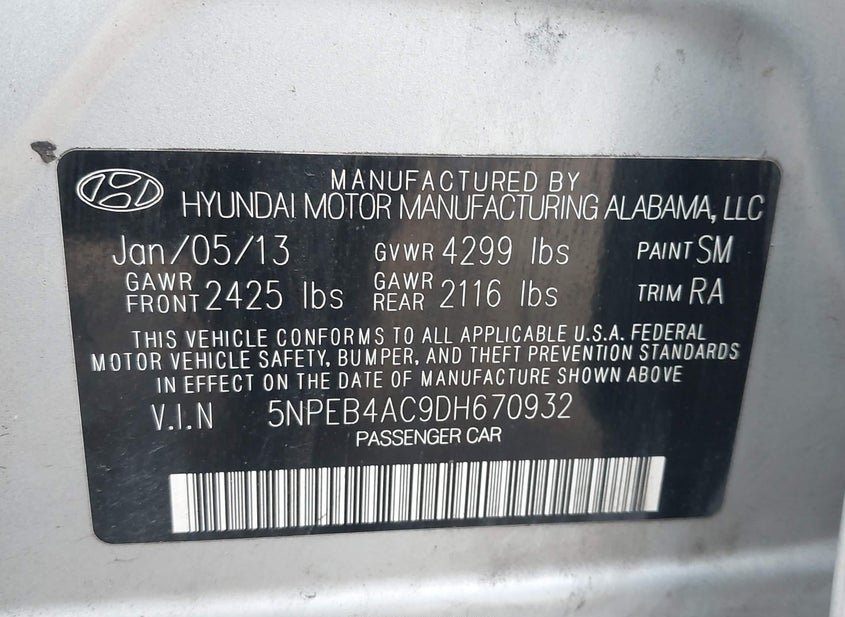 MANUFACTURED BY
HYUNDAI MOTOR MANUFACTURING ALABAMA, LLC
Jan/05/13 GVWR 4299 lbs PAINT SM
GAWR FRONT 2425 lbs GAWR REAR 2116 lbs TRIM RA
THIS VEHICLE CONFORMS TO ALL APPLICABLE U.S.A. FEDERAL
MOTOR VEHICLE SAFETY, BUMPER, AND THEFT PREVENTION STANDARDS
IN EFFECT ON THE DATE OF MANUFACTURE SHOWN ABOVE
V.I.N 5NPEB4AC9DH670932
PASSENGER CAR